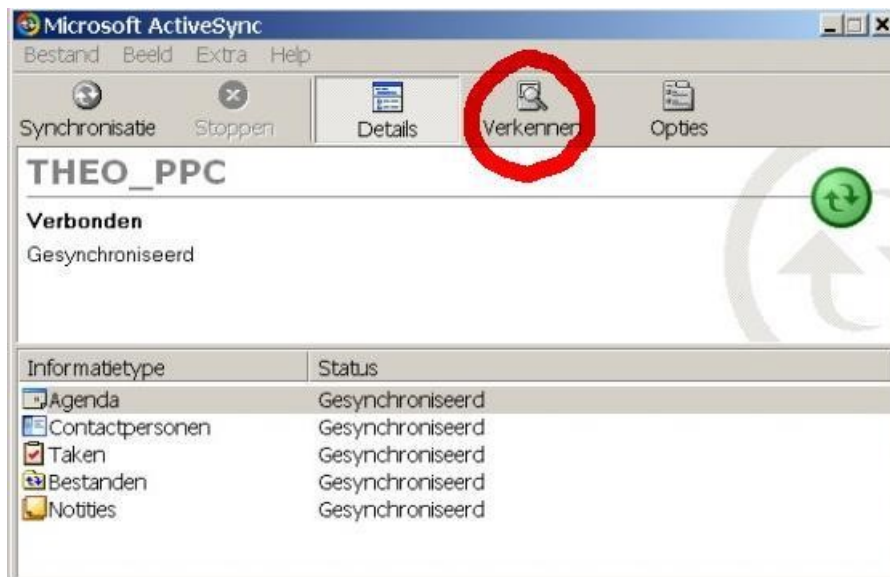 Microsoft ActiveSync
Bestand Beeld Extra Help
Synchronisatie Stoppen Details Verkennen Opties
THEO_PPC
Verbonden
Gesynchroniseerd
Informatietype Status
Agenda Gesynchroniseerd
Contactpersonen Gesynchroniseerd
Taken Gesynchroniseerd
Bestanden Gesynchroniseerd
Notities Gesynchroniseerd